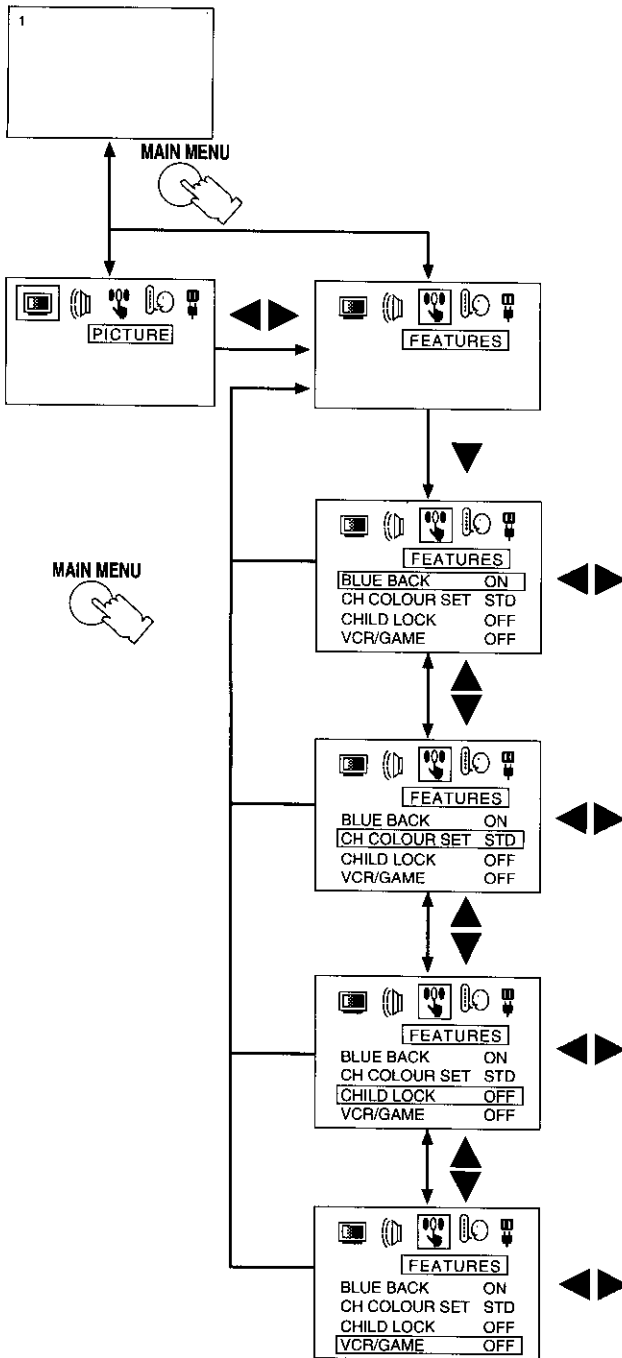 1
MAIN MENU
PICTURE
FEATURES
FEATURES
BLUE BACK ON
CH COLOUR SET STD
CHILD LOCK OFF
VCR/GAME OFF
MAIN MENU
FEATURES
BLUE BACK ON
CH COLOUR SET STD
CHILD LOCK OFF
VCR/GAME OFF
FEATURES
BLUE BACK ON
CH COLOUR SET STD
CHILD LOCK OFF
VCR/GAME OFF
FEATURES
BLUE BACK ON
CH COLOUR SET STD
CHILD LOCK OFF
VCR/GAME OFF